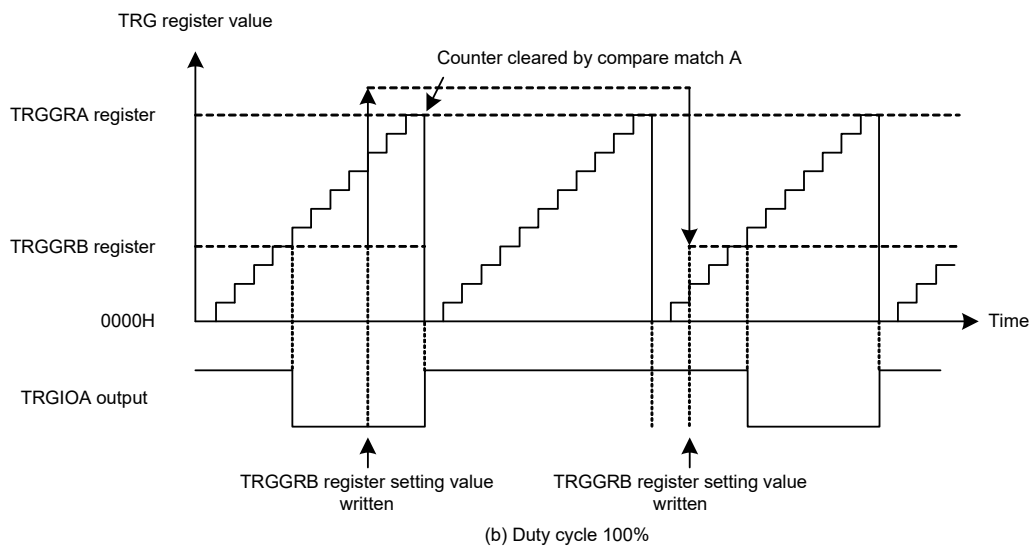 TRG register value
Counter cleared by compare match A
TRGGRA register
TRGGRB register
0000H
Time
TRGIOA output
TRGGRB register setting value
written
TRGGRB register setting value
written
(b) Duty cycle 100%